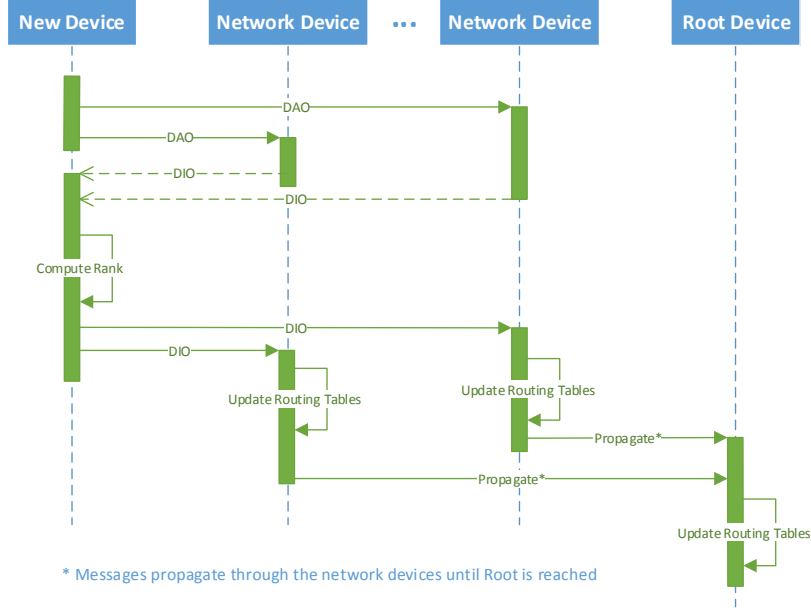 New Device
Network Device
...
Network Device
Root Device
DAO
DAO
DIO
DIO
Compute Rank
DIO
DIO
Update Routing Tables
Update Routing Tables
Propagate*
Propagate*
Update Routing Tables
* Messages propagate through the network devices until Root is reached